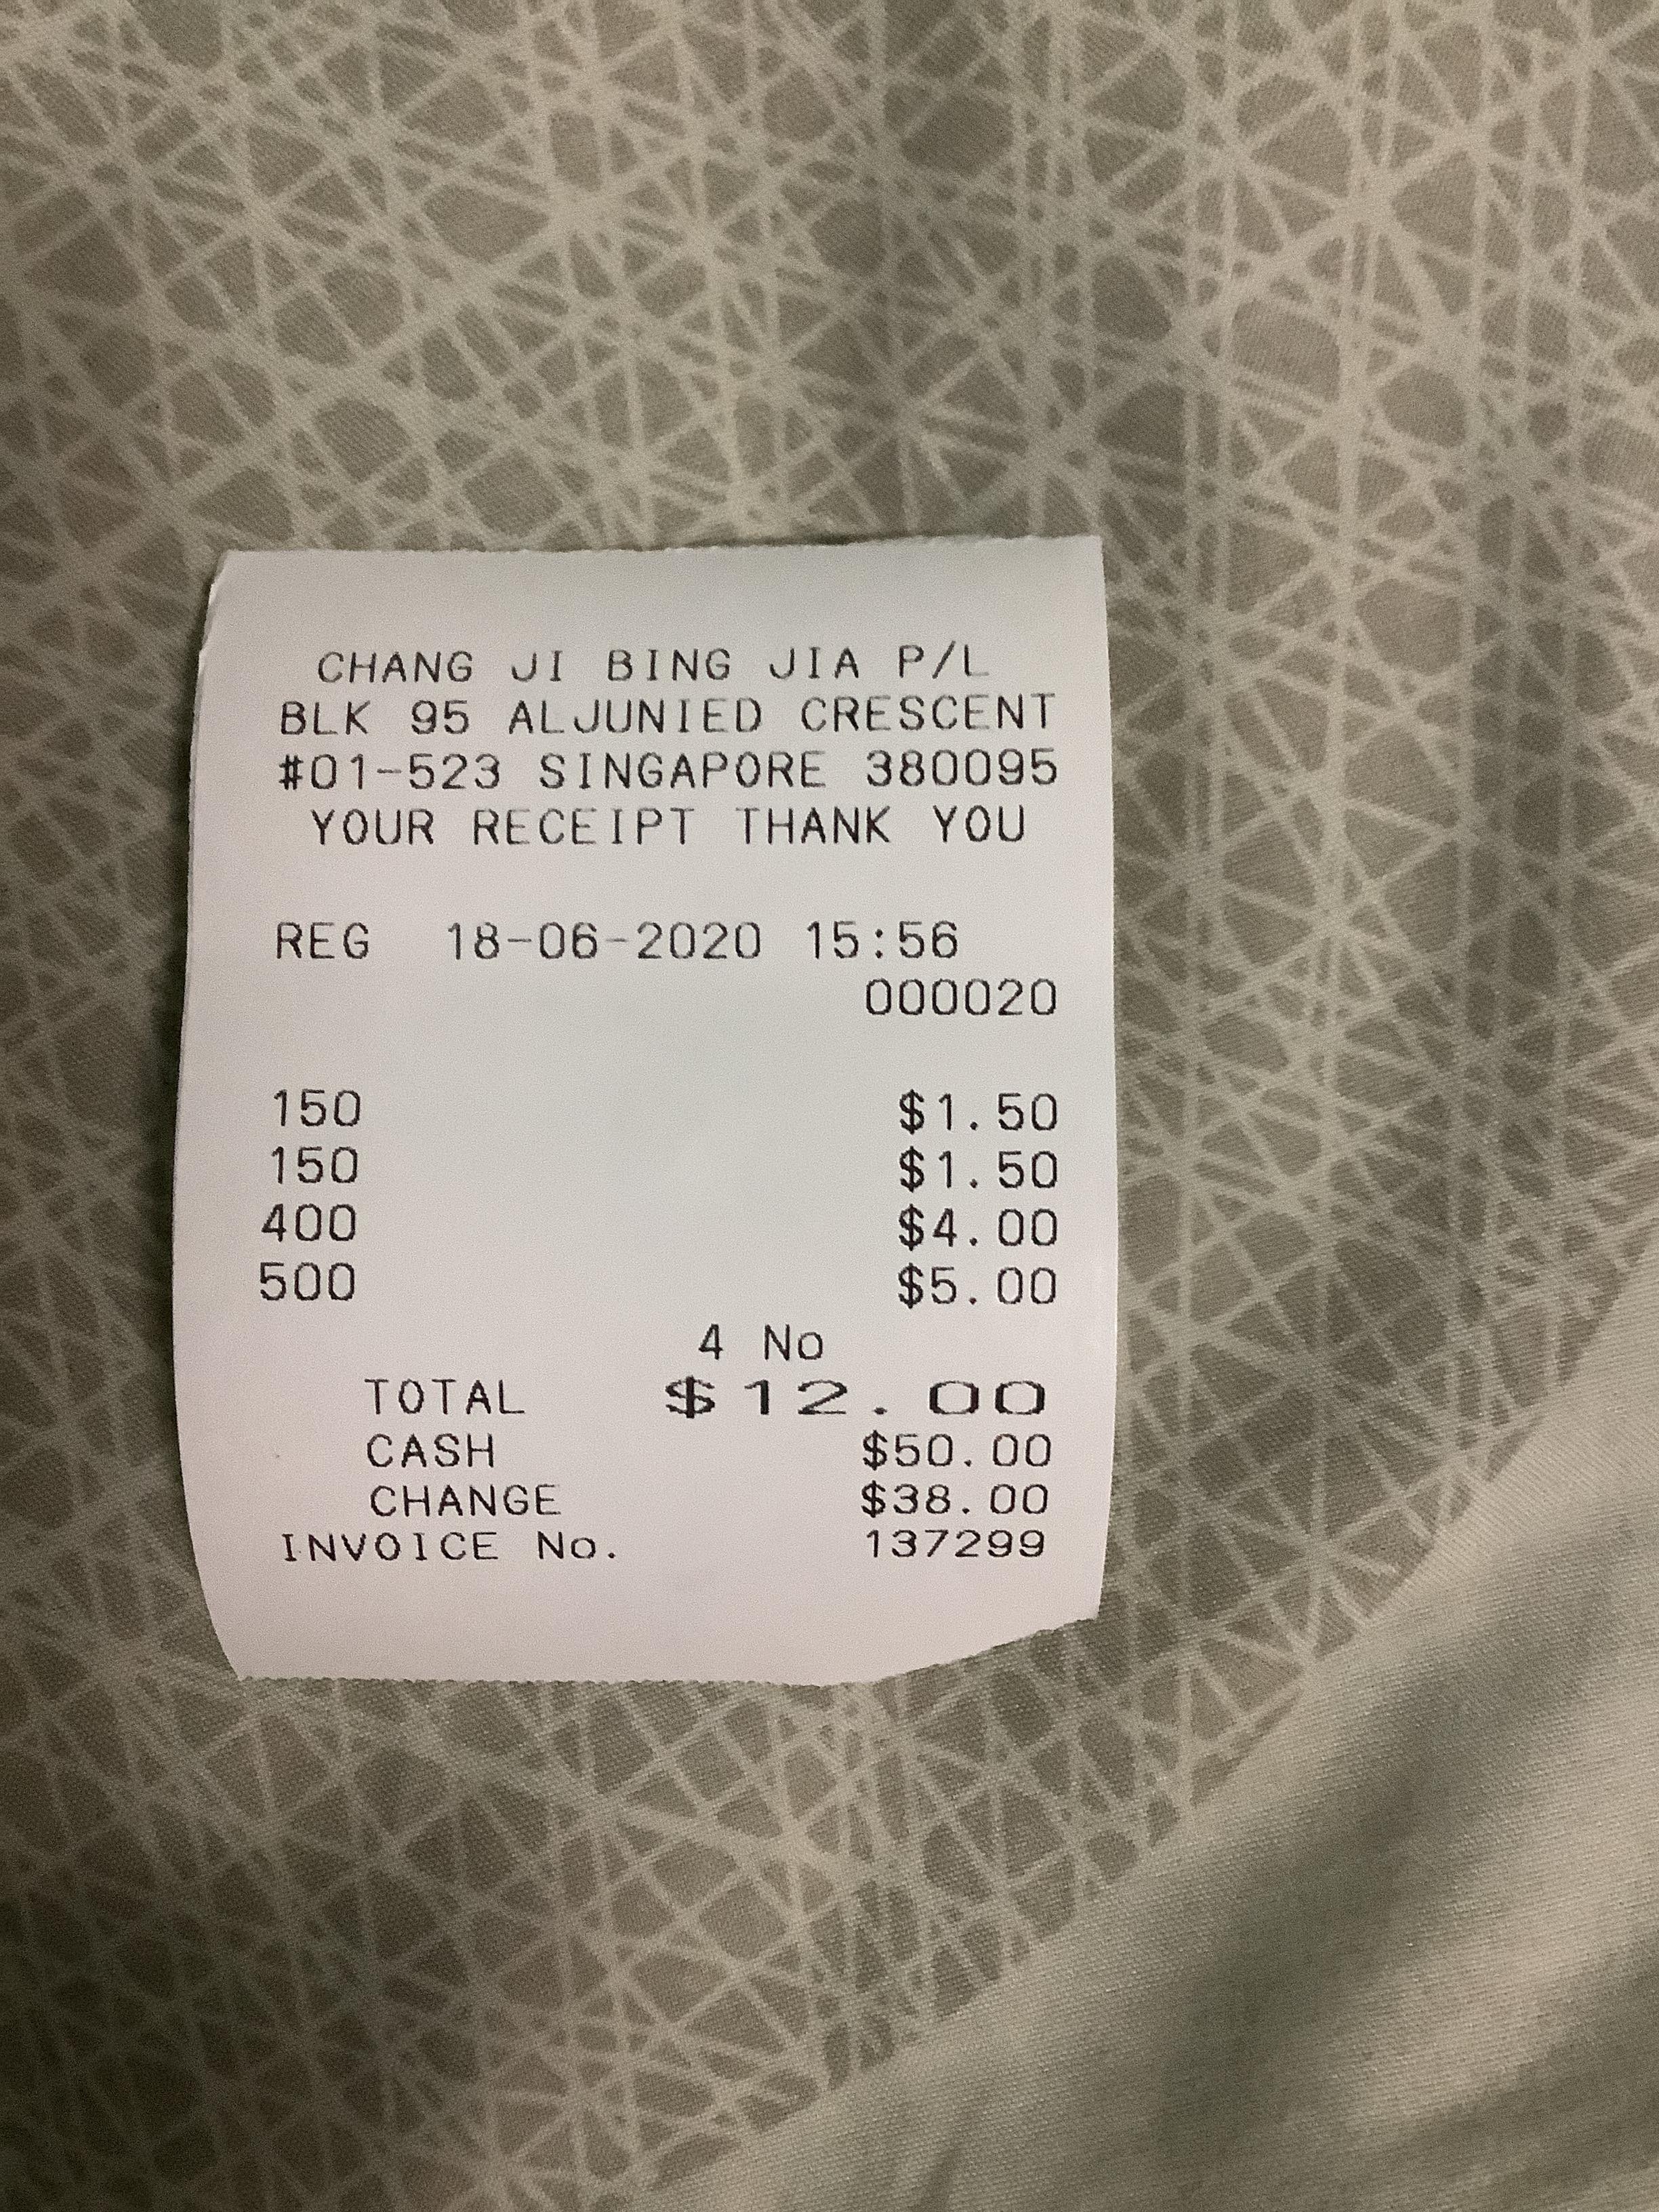 CHANG JI BING JIA P/L
BLK 95 ALJUNIED CRESCENT
#01-523 SINGAPORE 380095
YOUR RECEIPT THANK YOU
REG 18-06-2020 15:56
000020
150 $1.50
150 $1.50
400 $4.00
500 $5.00
4 No
TOTAL $12.00
CASH $50.00
CHANGE $38.00
INVOICE No. 137299